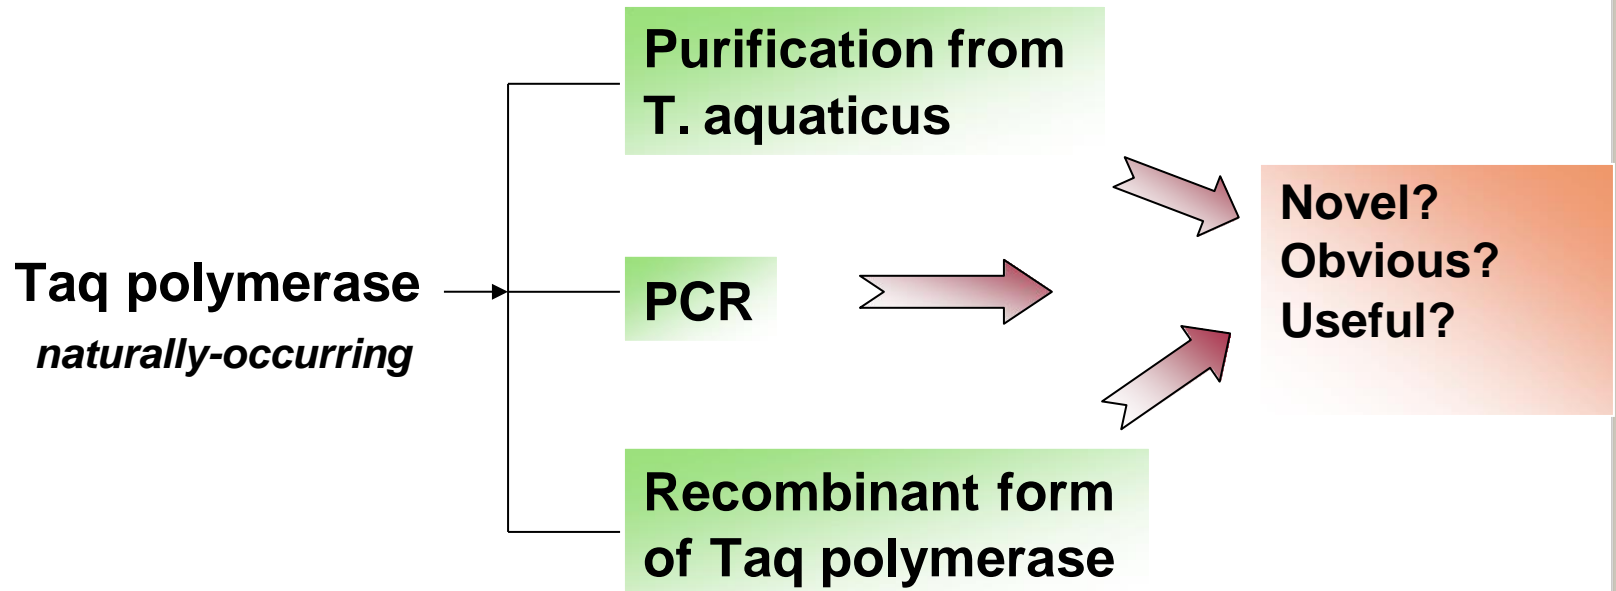 Taq polymerase
naturally-occurring
Purification from
T. aquaticus
PCR
Recombinant form
of Taq polymerase
Novel?
Obvious?
Useful?